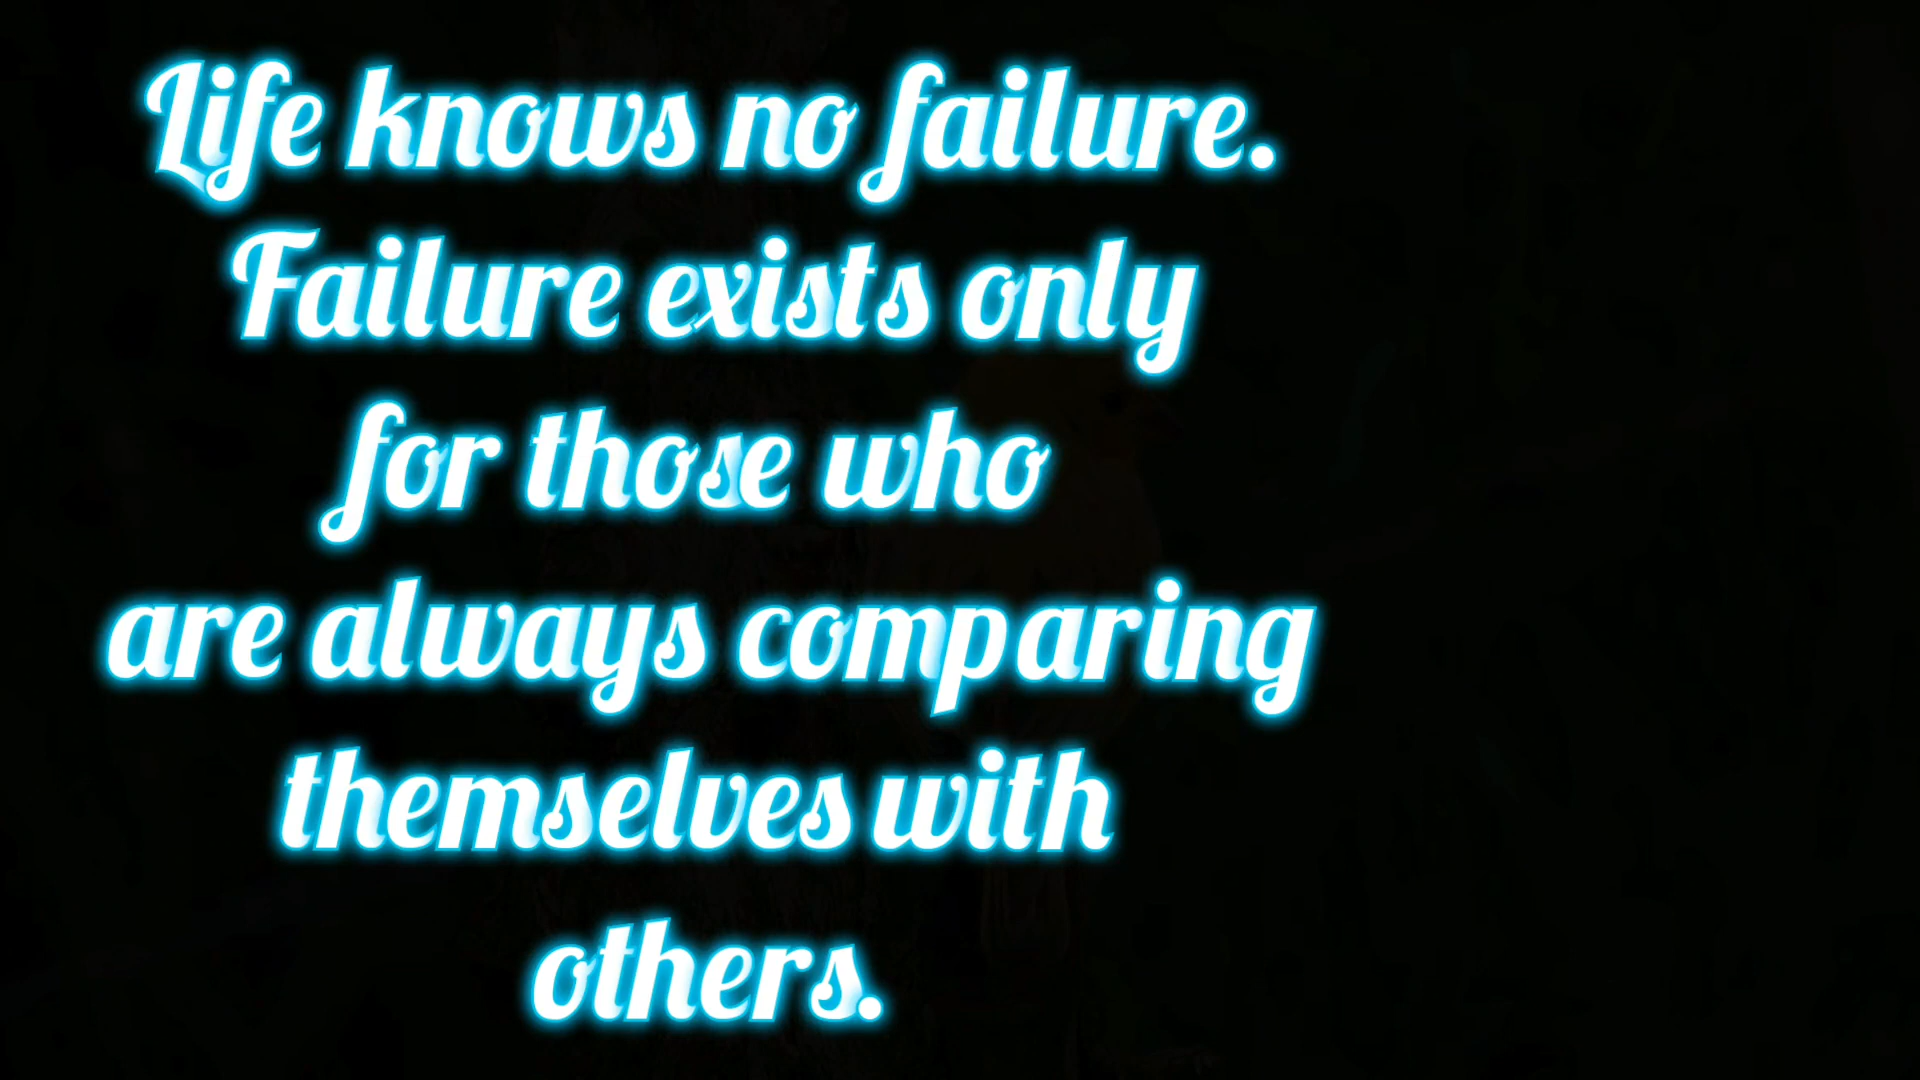 Life knows no failure.
Failure exists only
for those who
are always comparing
themselves with
others.